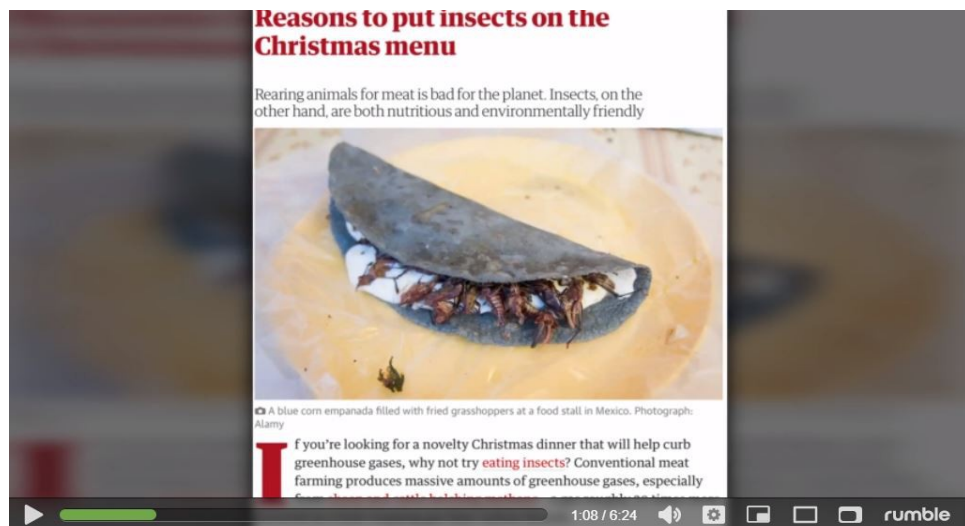 Reasons to put insects on the
Christmas menu
Rearing animals for meat is bad for the planet. Insects, on the
other hand, are both nutritious and environmentally friendly
A blue corn empanada filled with fried grasshoppers at a food stall in Mexico. Photograph:
Alamy
If you're looking for a novelty Christmas dinner that will help curb
greenhouse gases, why not try eating insects? Conventional meat
farming produces massive amounts of greenhouse gases, especially
1:08 / 6:24
rumble